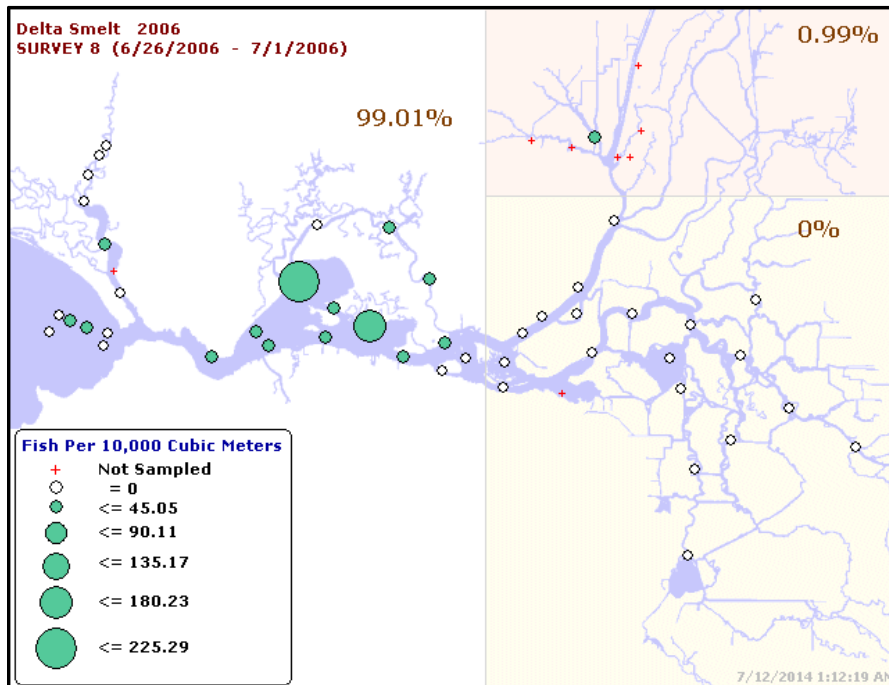 Delta Smelt 2006
SURVEY 8 (6/26/2006 - 7/1/2006)
99.01%
0.99%
0%
Fish Per 10,000 Cubic Meters
Not Sampled
= 0
<= 45.05
<= 90.11
<= 135.17
<= 180.23
<= 225.29
7/12/2014 1:12:19 AM